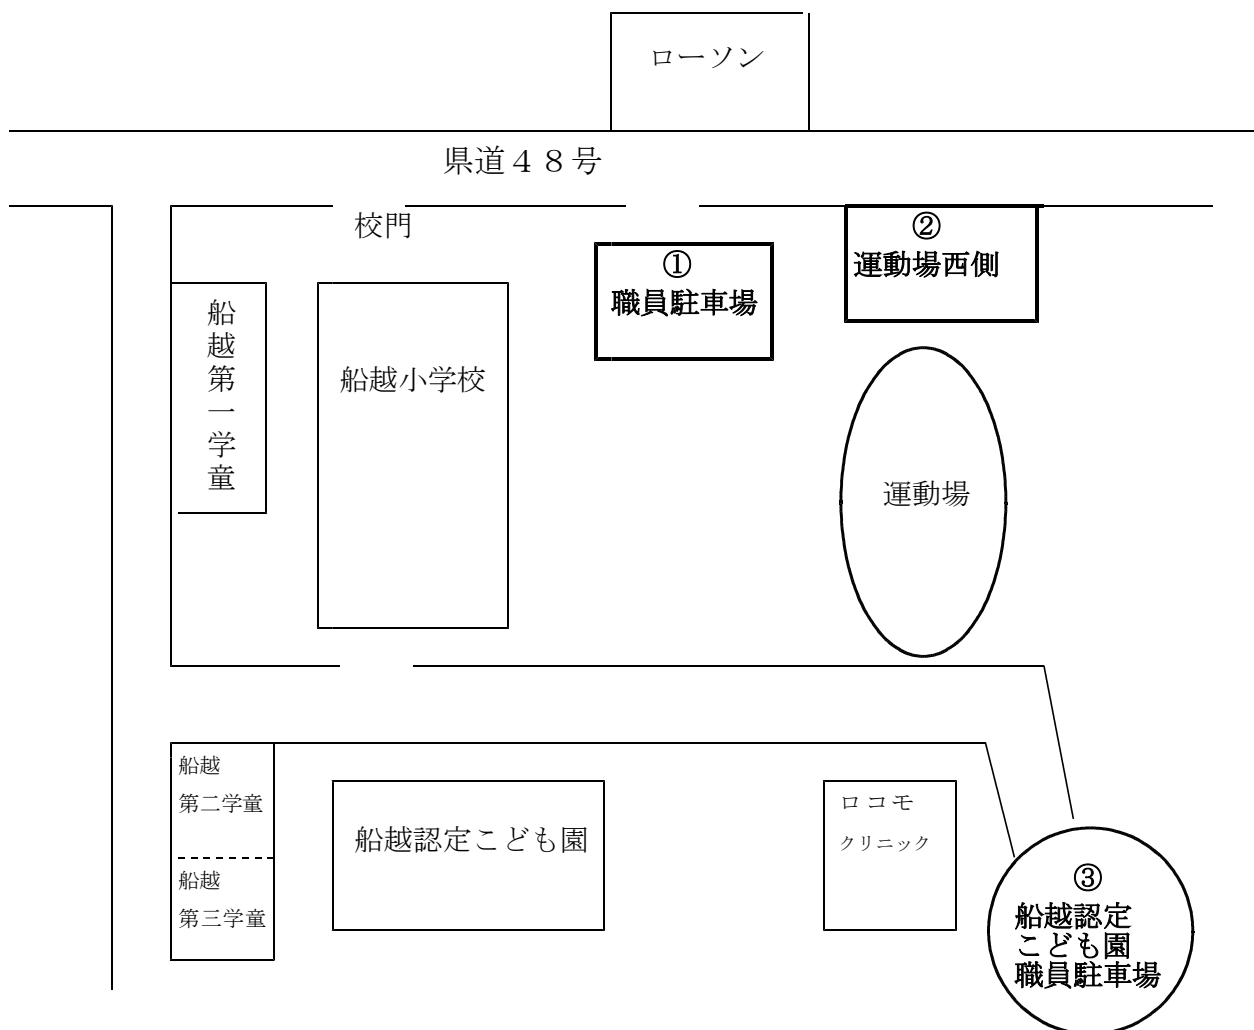 ローソン
県道４８号
校門
①
職員駐車場
②
運動場西側
船越第一学童
船越小学校
運動場
船越
第二学童
船越
第三学童
船越認定こども園
ロコモ
クリニック
③
船越認定
こども園
職員駐車場